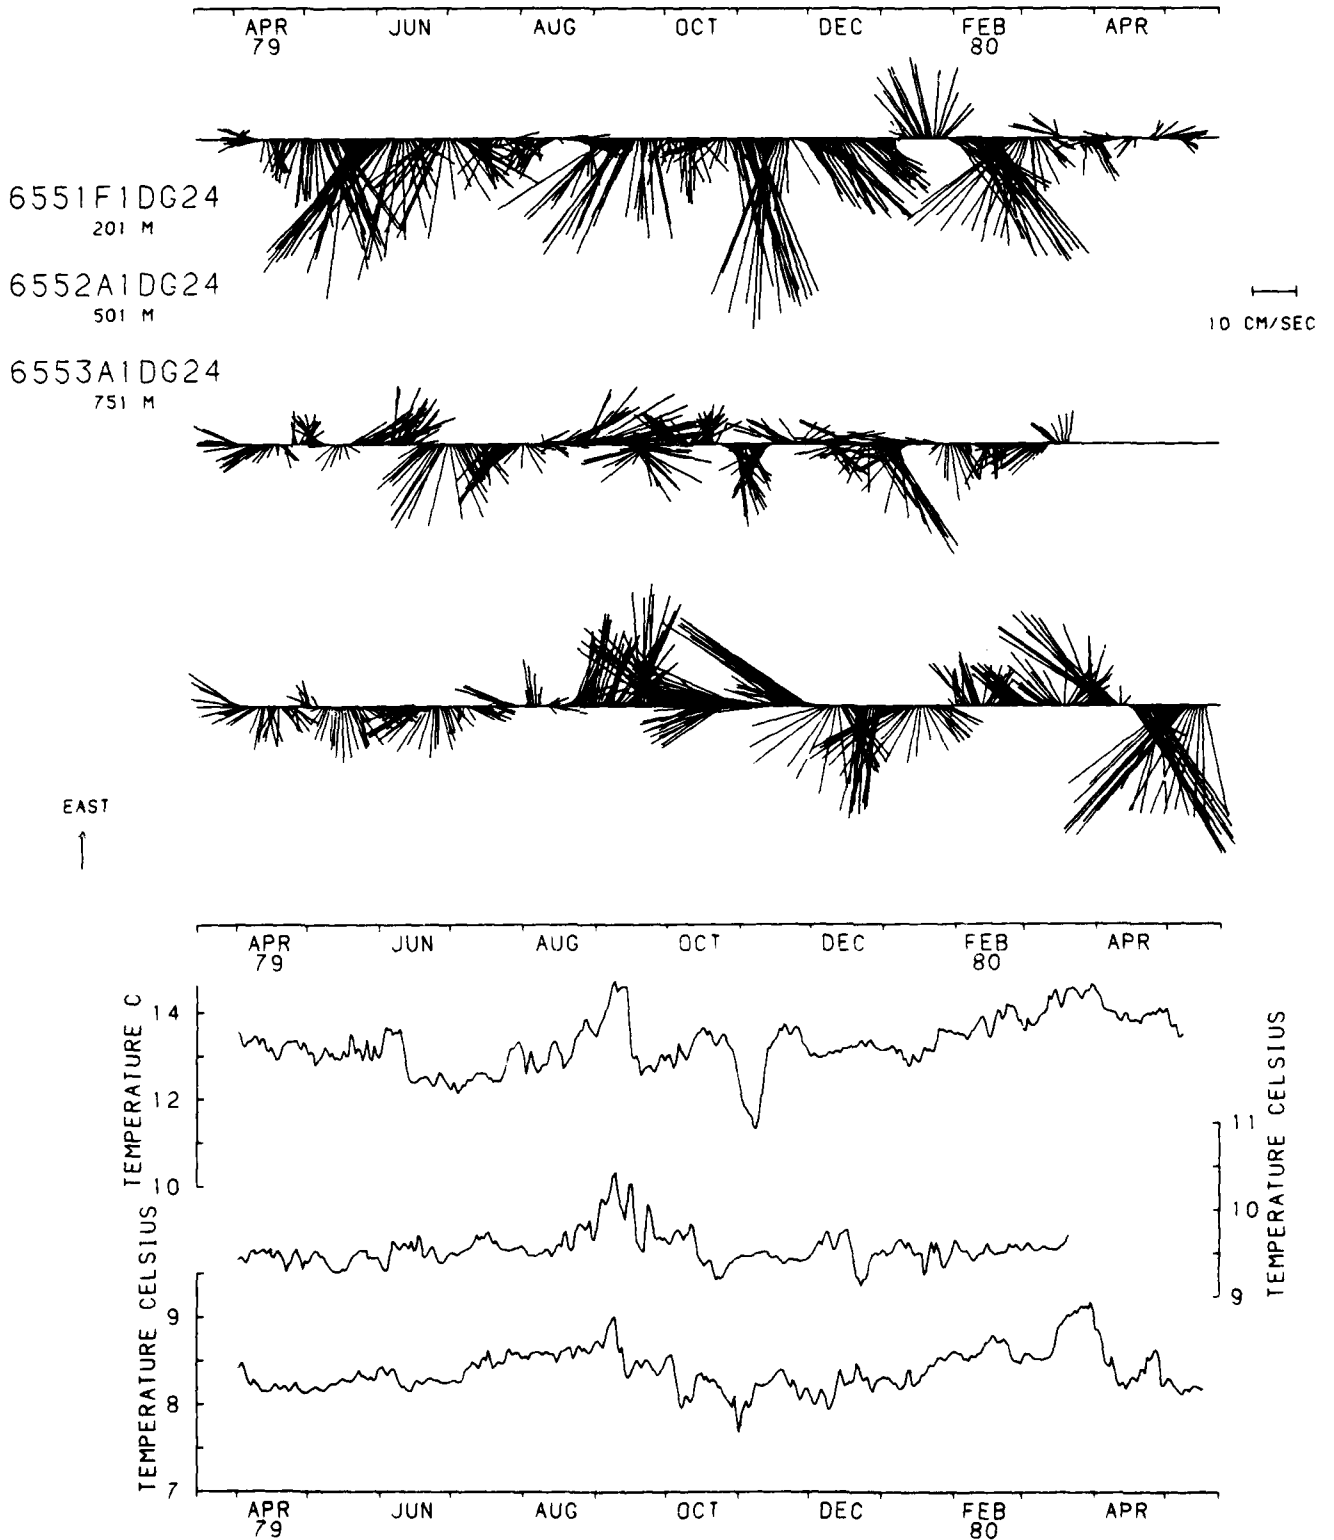 APR JUN AUG OCT DEC FEB APR
79 80
6551F1DG24
201 M
6552A1DG24
501 M
10 CM/SEC
6553A1DG24
751 M
EAST
APR JUN AUG OCT DEC FEB APR
79 80
TEMPERATURE C
14
12
10
TEMPERATURE CELSIUS
11
10
9
TEMPERATURE CELSIUS
9
8
7
APR JUN AUG OCT DEC FEB APR
79 80